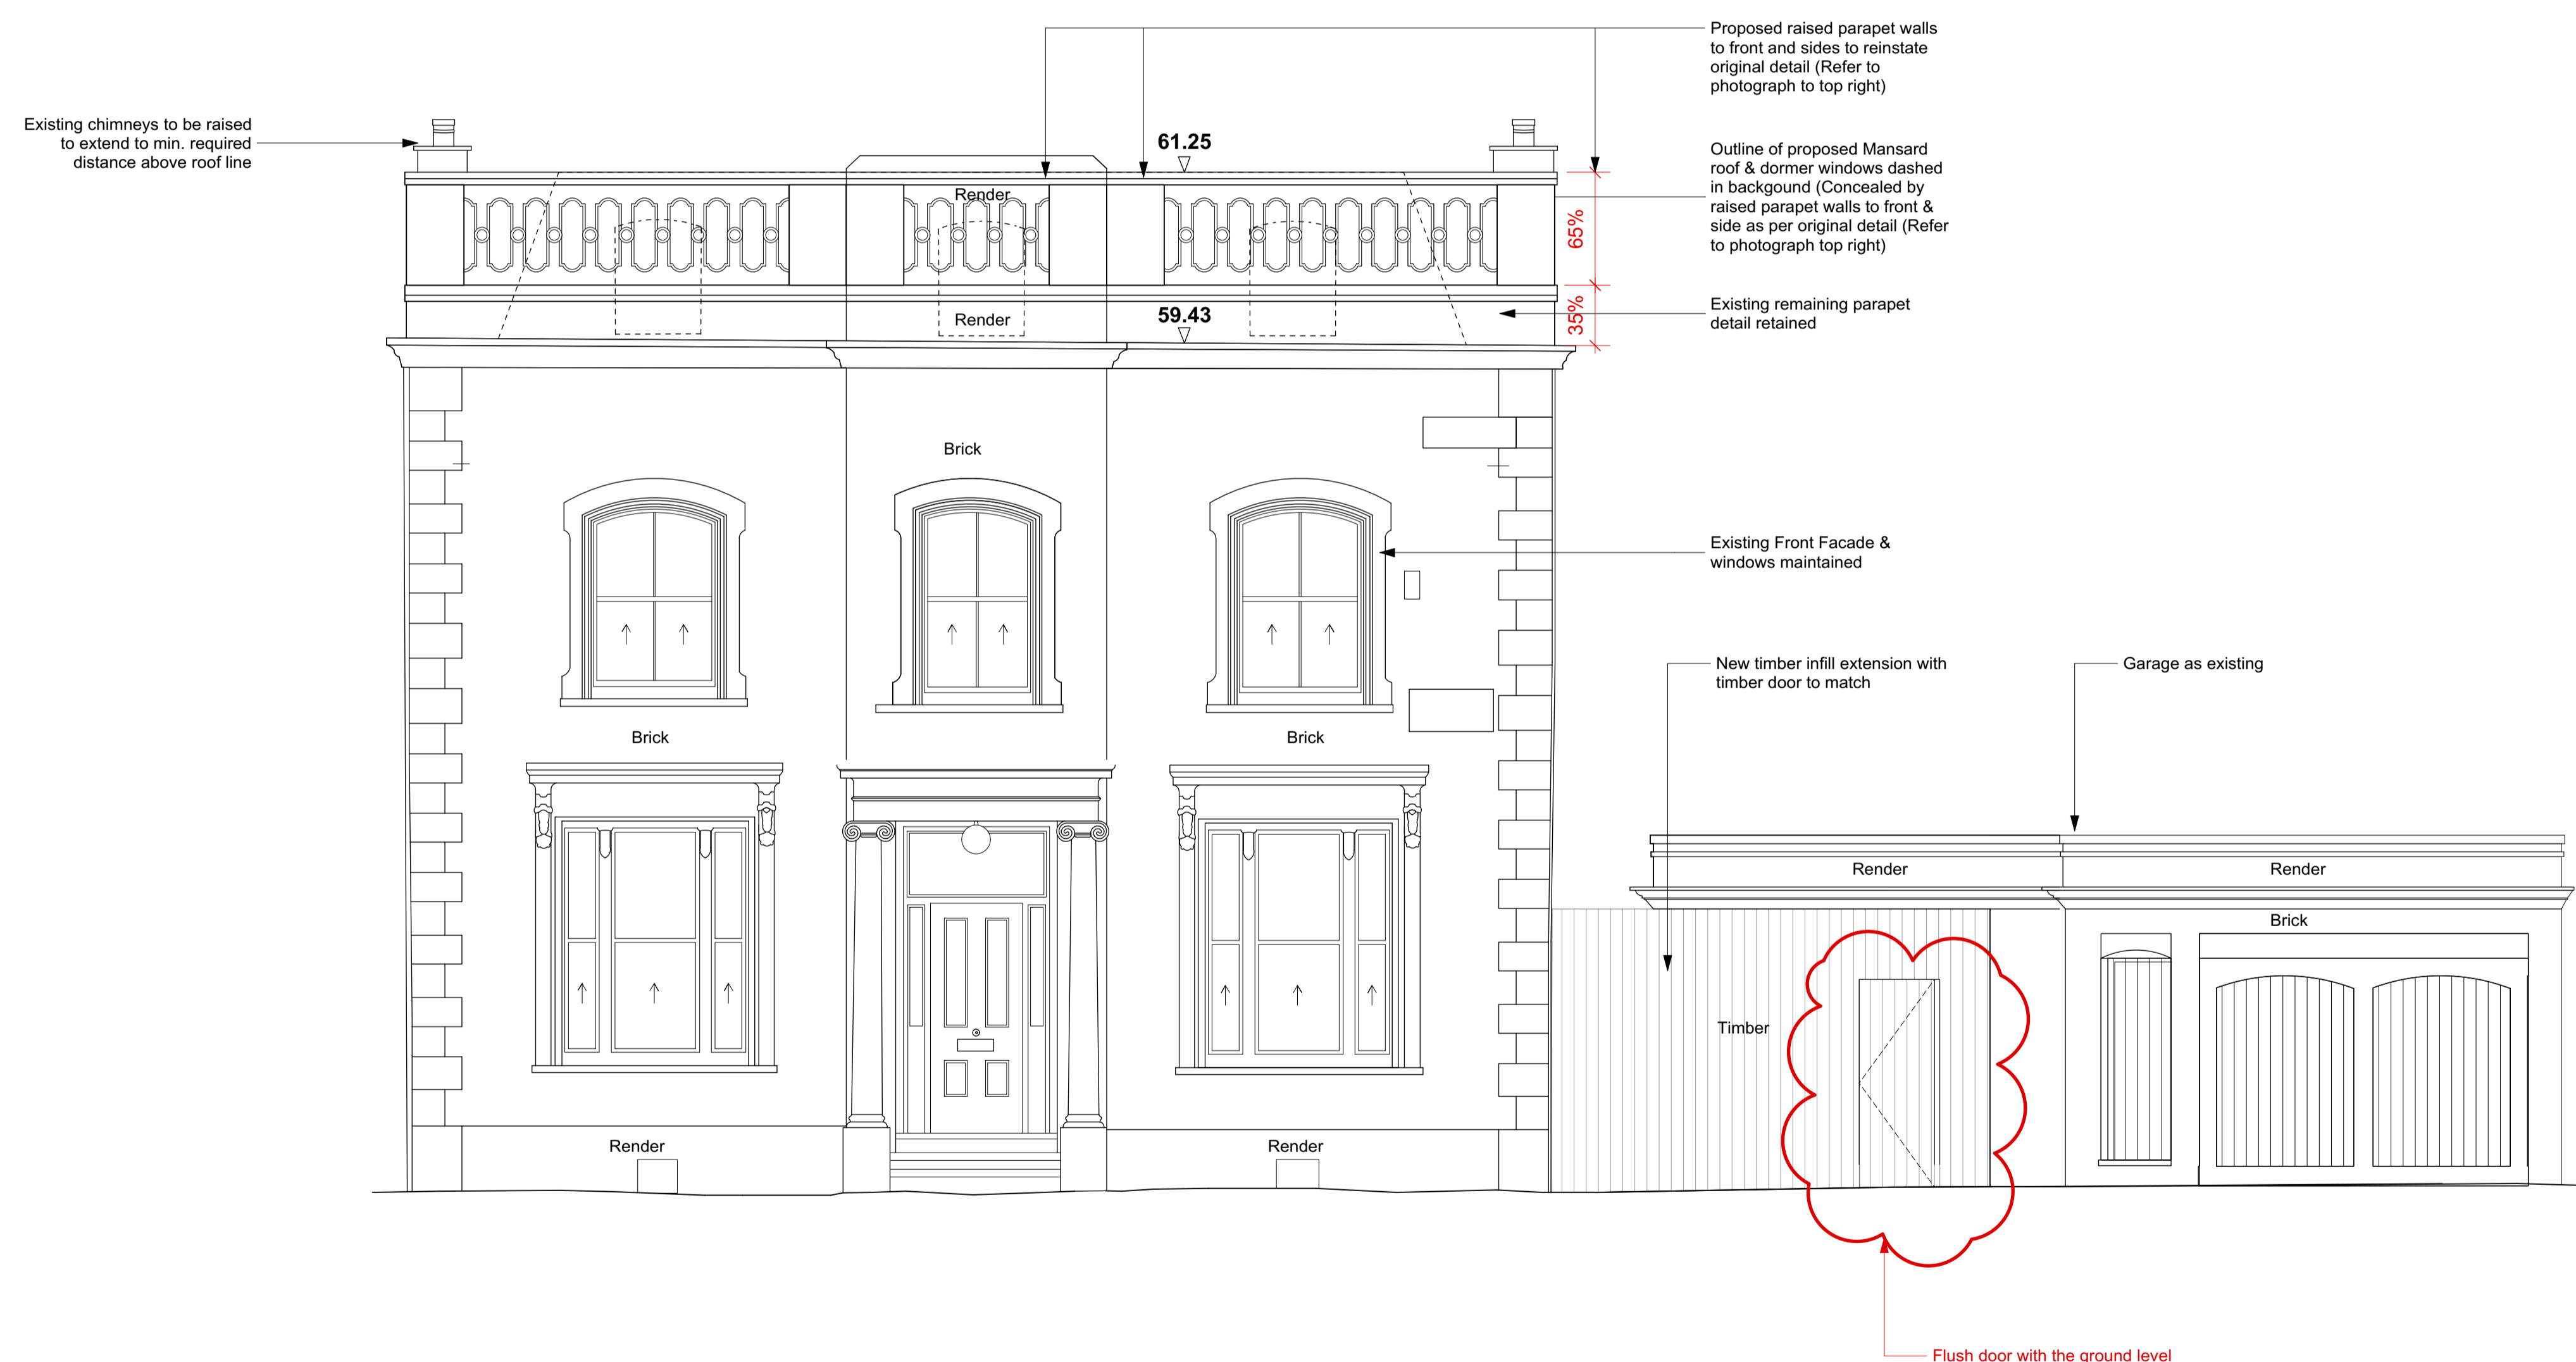 Proposed raised parapet walls
to front and sides to reinstate
original detail (Refer to
photograph to top right)
Existing chimneys to be raised
to extend to min. required
distance above roof line
61.25
Outline of proposed Mansard
roof & dormer windows dashed
in backgound (Concealed by
raised parapet walls to front &
side as per original detail (Refer
to photograph top right)
Render
65%
Existing remaining parapet
detail retained
35%
59.43
Render
Brick
Existing Front Facade &
windows maintained
New timber infill extension with
timber door to match
Garage as existing
Brick
Brick
Render
Render
Brick
Timber
Render
Render
Flush door with the ground level